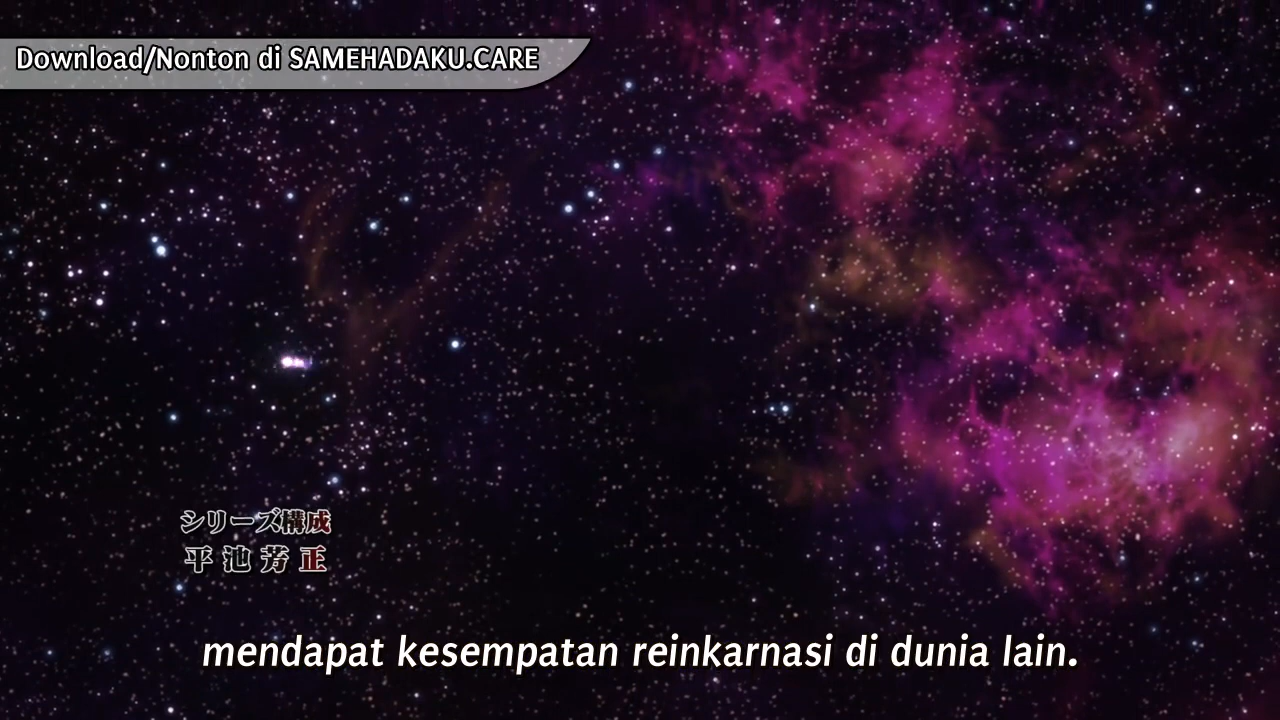 Download/Nonton di SAMEHADAKU.CARE
シリーズ構成
平池芳正
mendapat kesempatan reinkarnasi di dunia lain.